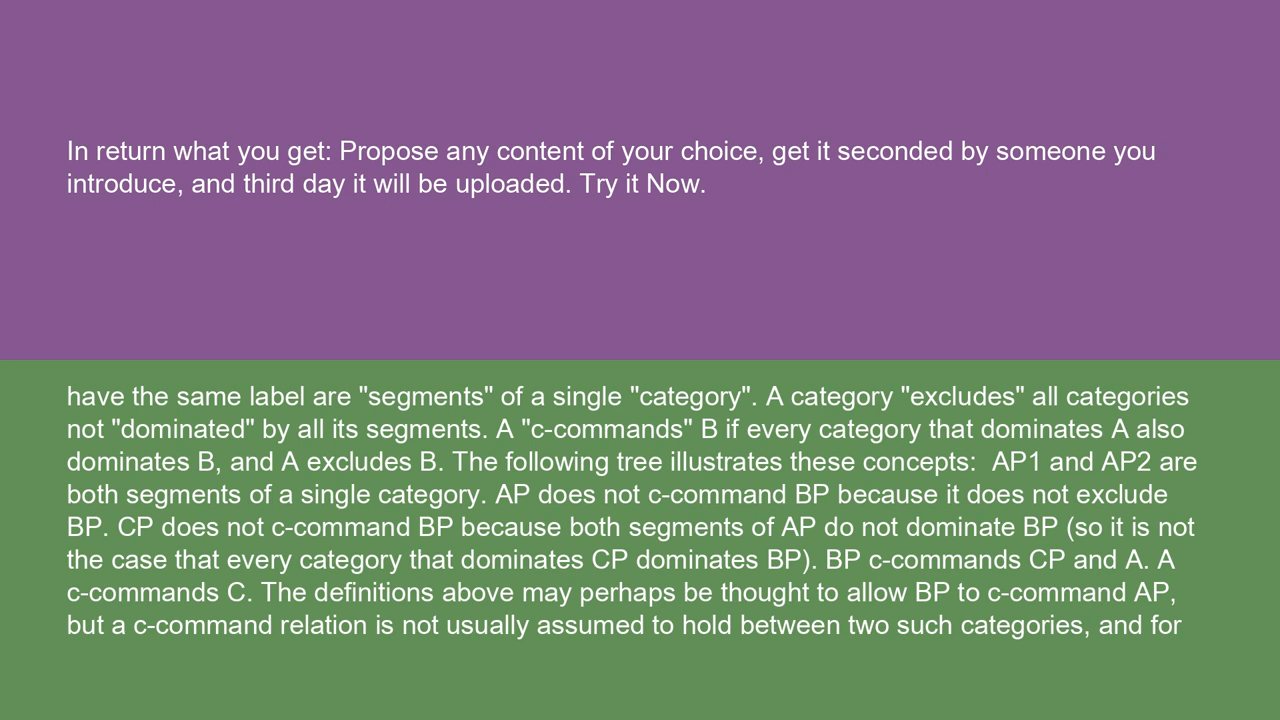 In return what you get: Propose any content of your choice, get it seconded by someone you
introduce, and third day it will be uploaded. Try it Now.
have the same label are "segments" of a single "category". A category "excludes" all categories
not "dominated" by all its segments. A "c-commands" B if every category that dominates A also
dominates B, and A excludes B. The following tree illustrates these concepts:  AP1 and AP2 are
both segments of a single category. AP does not c-command BP because it does not exclude
BP. CP does not c-command BP because both segments of AP do not dominate BP (so it is not
the case that every category that dominates CP dominates BP). BP c-commands CP and A. A
c-commands C. The definitions above may perhaps be thought to allow BP to c-command AP,
but a c-command relation is not usually assumed to hold between two such categories, and for